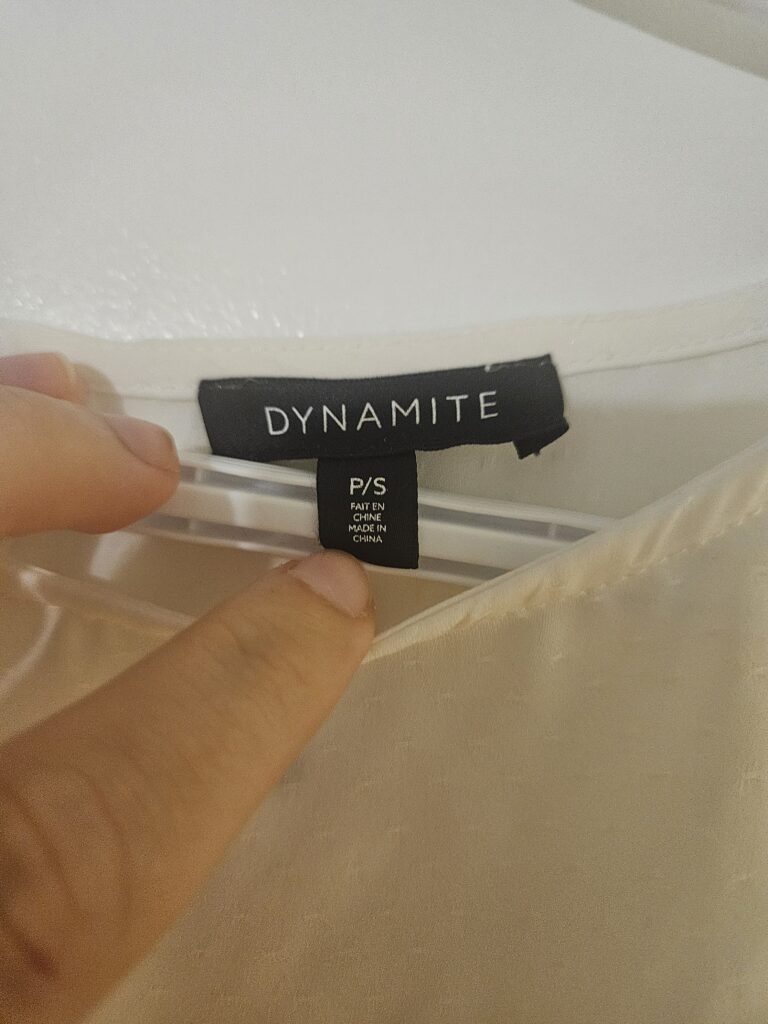 DYNAMITE
P/S
FAIT EN
CHINE
MADE IN
CHINA